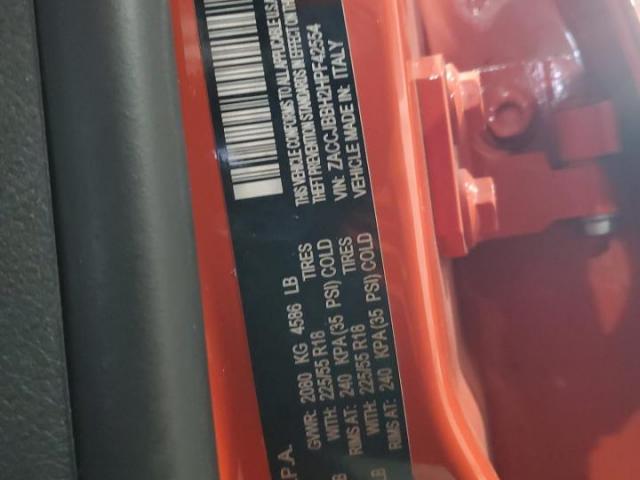 .P.A.
GVWR: 2080 KG 4586 LB
WITH: 225/55 R18 TIRES
RIMS AT: 240 KPA(35 PSI) COLD
WITH: 225/55 R18 TIRES
LB RIMS AT: 240 KPA(35 PSI) COLD
THIS VEHICLE CONFORMS TO ALL APPLICABLE USA
THEFT PREVENTION STANDARDS IN EFFECT
VIN: ZACCJBBH2HPF42554
VEHICLE MADE IN: ITALY